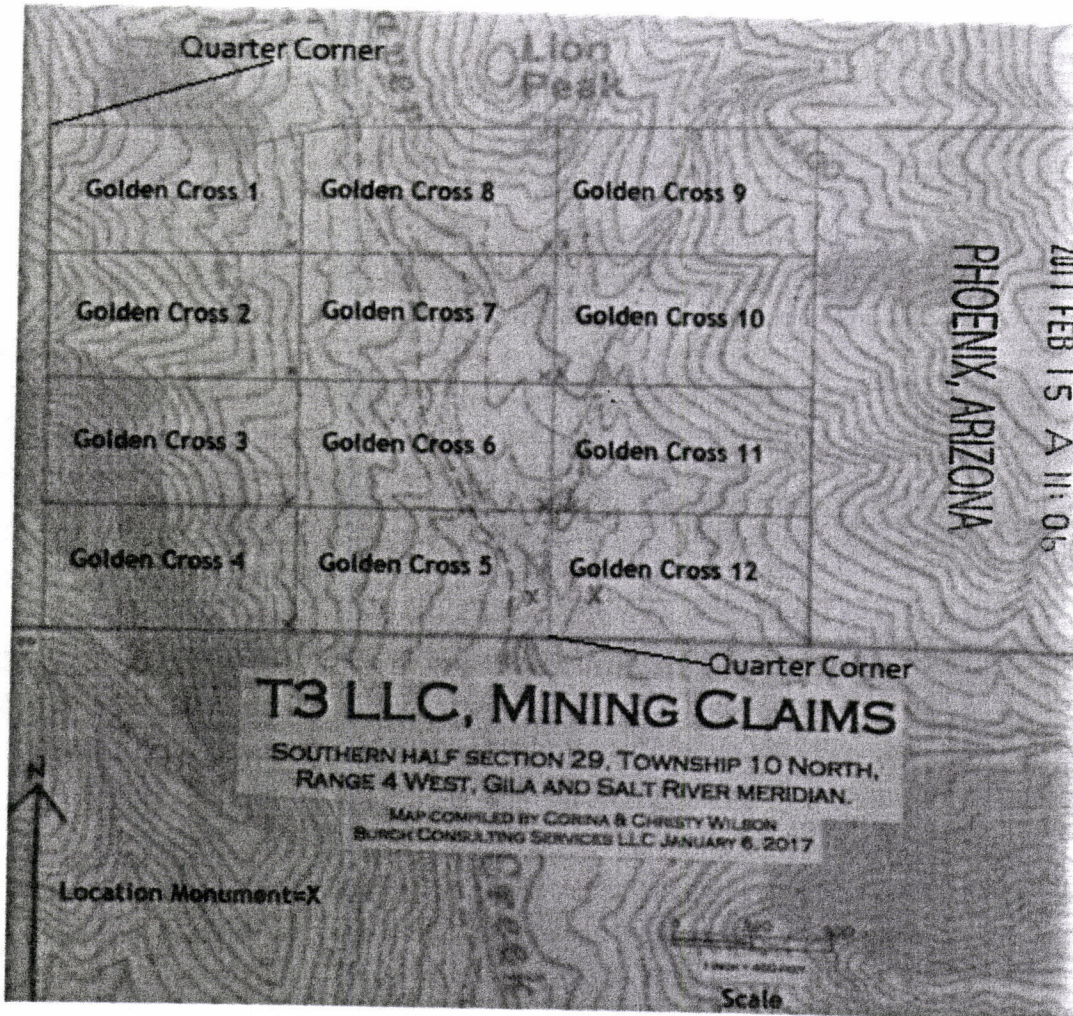 Quarter Corner
Lion
Peak
Golden Cross 1
Golden Cross 8
Golden Cross 9
Golden Cross 2
Golden Cross 7
Golden Cross 10
Golden Cross 3
Golden Cross 6
Golden Cross 11
Golden Cross 4
Golden Cross 5
Golden Cross 12
X X
Quarter Corner
PHOENIX, ARIZONA
FEB 15 A 11:06
T3 LLC, MINING CLAIMS
SOUTHERN HALF SECTION 29, TOWNSHIP 10 NORTH,
RANGE 4 WEST, GILA AND SALT RIVER MERIDIAN.
MAP COMPILED BY CORINA & CHRISTY WILSON
BURCH CONSULTING SERVICES LLC JANUARY 6, 2017
N
Location Monument=X
Creek
Scale